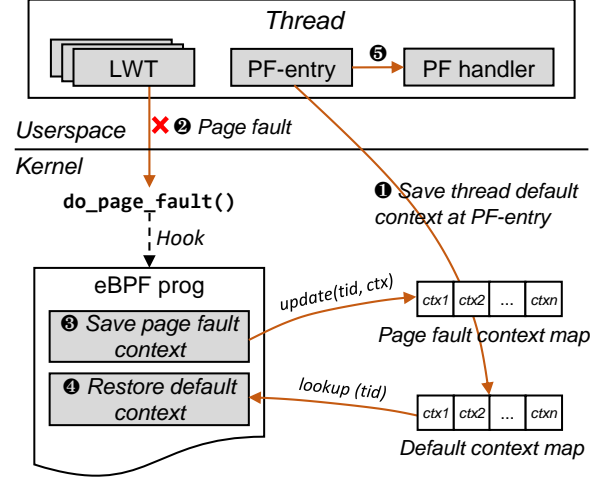 Thread
LWT
PF-entry
❺
PF handler
Userspace
❷ Page fault
Kernel
do_page_fault()
❶ Save thread default
context at PF-entry
Hook
eBPF prog
❸ Save page fault
context
update(tid, ctx)
ctx1 ctx2 ... ctxn
Page fault context map
❹ Restore default
context
lookup (tid)
ctx1 ctx2 ... ctxn
Default context map